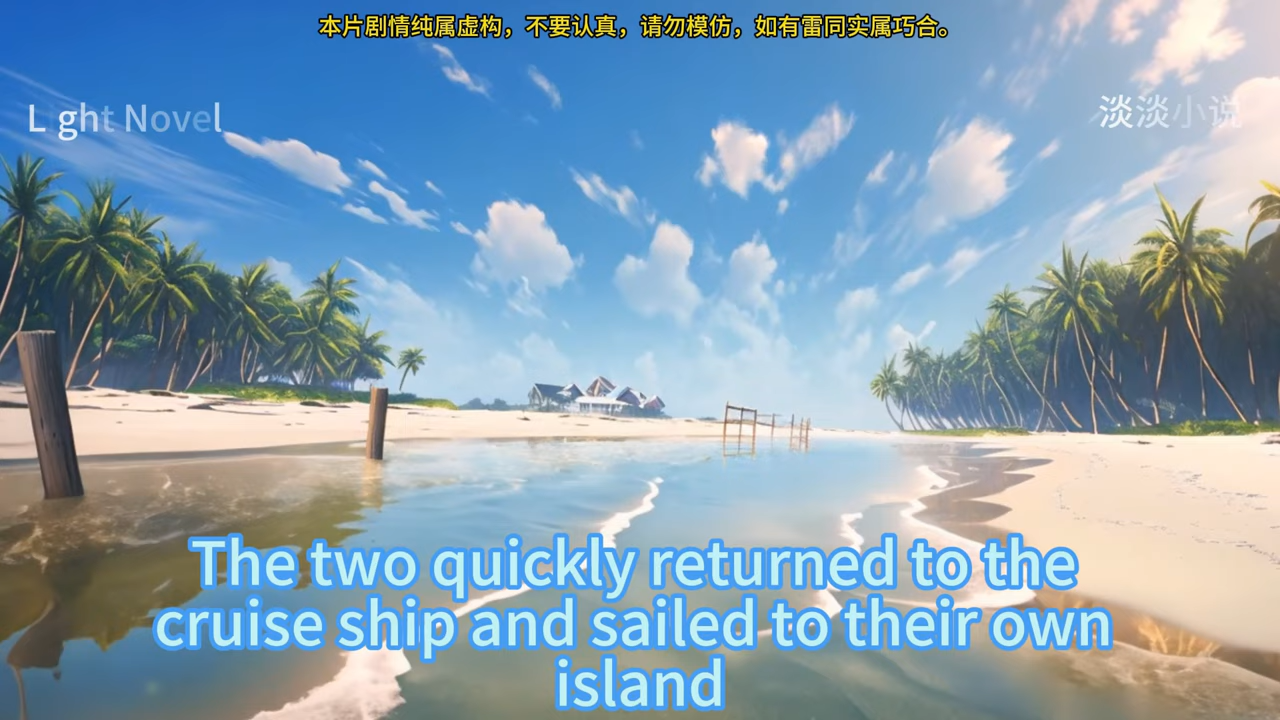 本片剧情纯属虚构，不要认真，请勿模仿，如有雷同实属巧合。
Light Novel
淡淡小说
The two quickly returned to the
cruise ship and sailed to their own
island